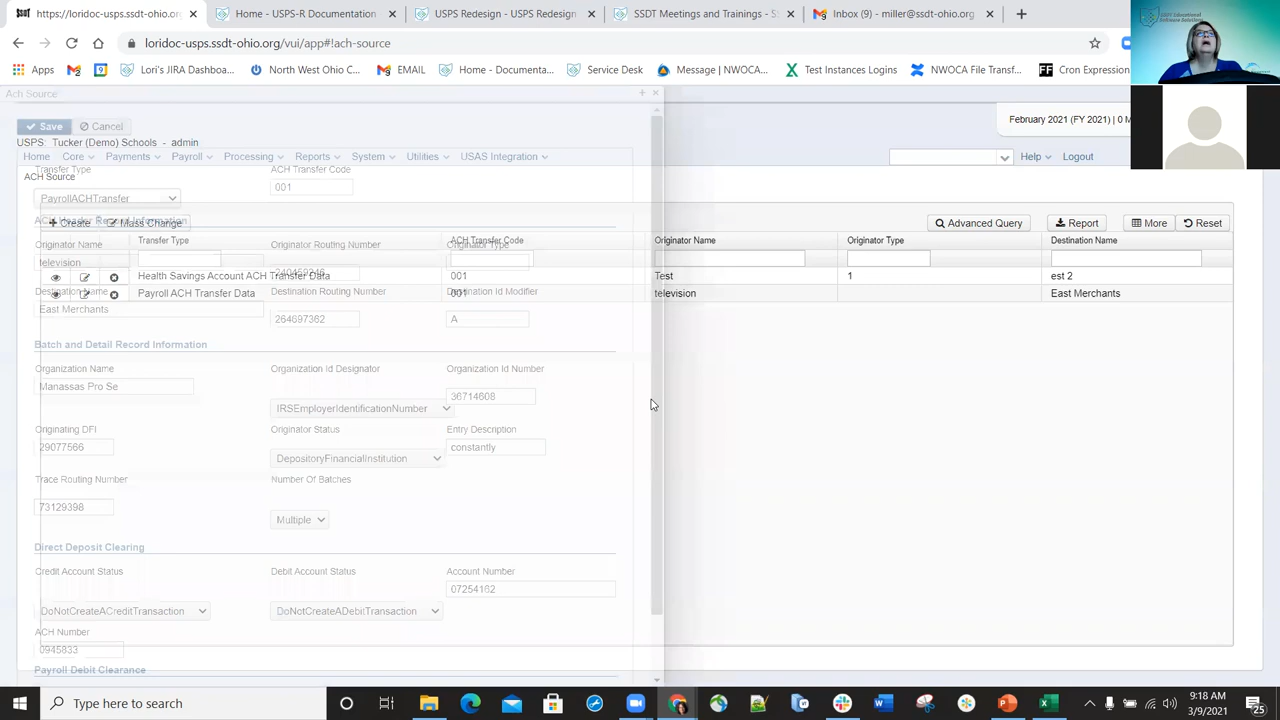 https://loridoc-usps.ssdt-ohio.o
Home - USPS-R Documentation
USPS Redesign - USPS Redesign
SSDT Meetings and Trainings - S
Inbox (9) - miller@ssdt-ohio.org
loridoc-usps.ssdt-ohio.org/vui/app#!ach-source
Apps
Lori's JIRA Dashboa...
North West Ohio C...
EMAIL
Home - Documenta...
Service Desk
Message | NWOCA...
Test Instances Logins
NWOCA File Transf...
Cron Expression
Ach Source
February 2021 (FY 2021) | 0 M
Save
Cancel
USPS: Tucker (Demo) Schools - admin
Home Core Payments Payroll Processing Reports System Utilities USAS Integration Help Logout
Transfer Type
ACH Transfer Code
ACH Source
001
PayrollACHTransfer
ACH Header Record Information
Create
Mass Change
Advanced Query
Report
More
Reset
Transfer Type
ACH Transfer Code
Originator Name
Originator Type
Destination Name
Originator Name
Originator Routing Number
Originator Type
television
Health Savings Account ACH Transfer Data
001
Test
1
est 2
Destination Name
Destination Routing Number
Destination Id Modifier
Payroll ACH Transfer Data
001
television
East Merchants
East Merchants
264697362
A
Batch and Detail Record Information
Organization Name
Organization Id Designator
Organization Id Number
Manassas Pro Se
IRSEmployerIdentificationNumber
36714608
Originating DFI
Originator Status
Entry Description
29077566
DepositoryFinancialInstitution
constantly
Trace Routing Number
Number Of Batches
73129398
Multiple
Direct Deposit Clearing
Credit Account Status
Debit Account Status
Account Number
07254162
DoNotCreateACreditTransaction
DoNotCreateADebitTransaction
ACH Number
0945833
Payroll Debit Clearance
Type here to search
9:18 AM
3/9/2021
25